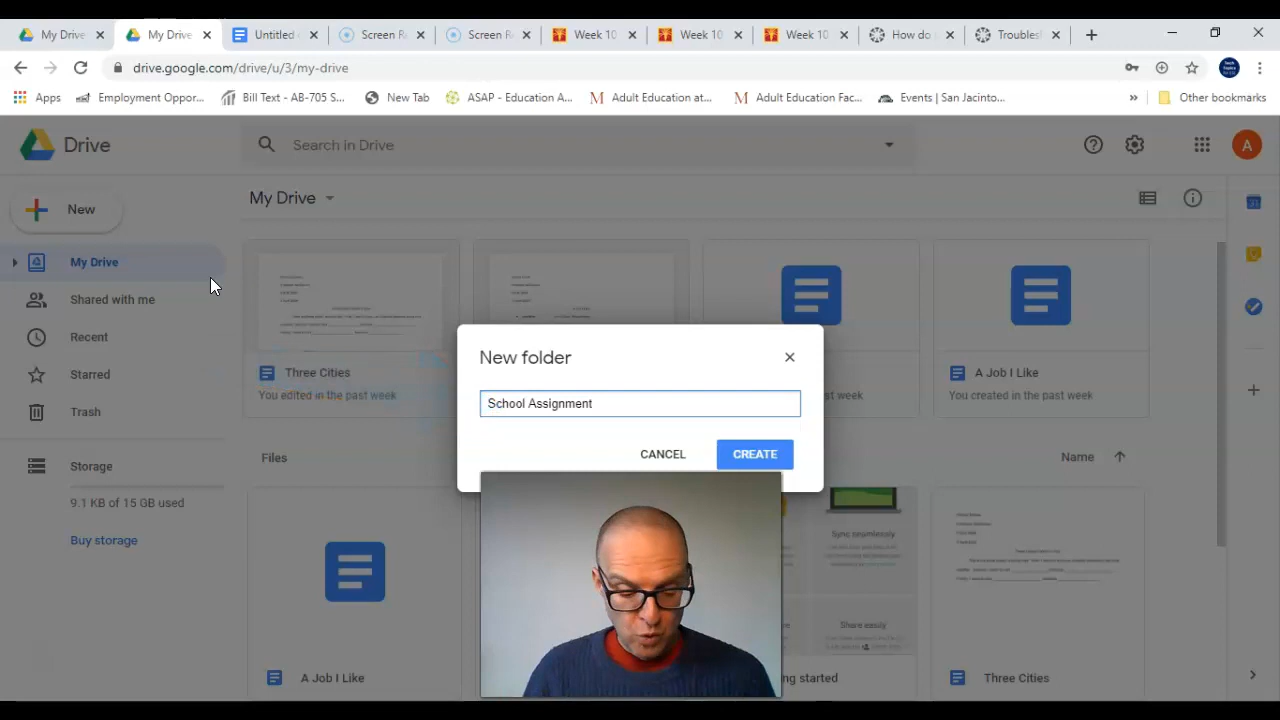 My Drive
My Drive
Untitled
Screen Re
Screen Re
Week 10
Week 10
Week 10
How do
Troubles
drive.google.com/drive/u/3/my-drive
Apps
Employment Oppor...
Bill Text - AB-705 S...
New Tab
ASAP - Education A...
Adult Education at...
Adult Education Fac...
Events | San Jacinto...
Other bookmarks
Drive
Search in Drive
A
New
My Drive
My Drive
Shared with me
Recent
Starred
Trash
Storage
9.1 KB of 15 GB used
Buy storage
Three Cities
You edited in the past week
st week
A Job I Like
You created in the past week
New folder
School Assignment
CANCEL
CREATE
Files
Name
Sync seamlessly
Share easily
A Job I Like
ng started
Three Cities